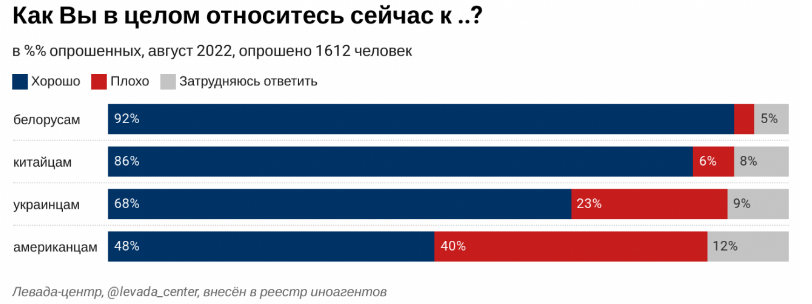 Как Вы в целом относитесь сейчас к ..?
в %% опрошенных, август 2022, опрошено 1612 человек
Хорошо Плохо Затрудняюсь ответить
белорусам 92% 5%
китайцам 86% 6% 8%
украинцам 68% 23% 9%
американцам 48% 40% 12%
Левада-центр, @levada_center, внесён в реестр иноагентов